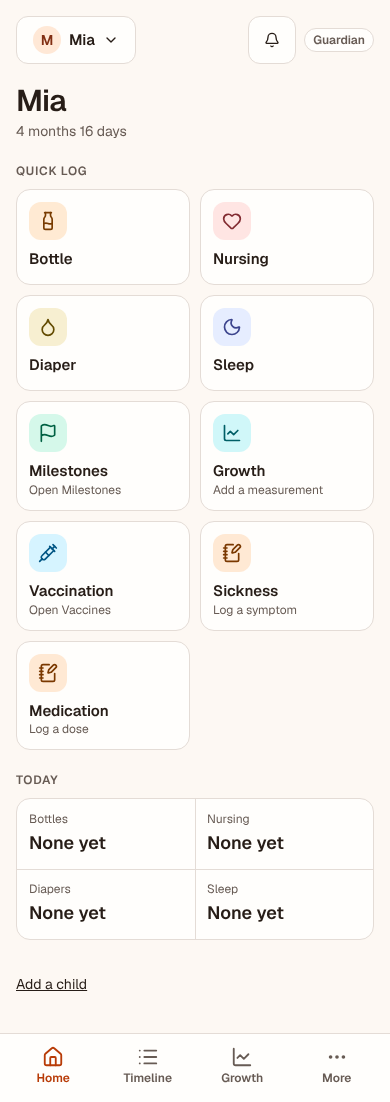 M Mia
Guardian
Mia
4 months 16 days
QUICK LOG
Bottle
Nursing
Diaper
Sleep
Milestones
Open Milestones
Growth
Add a measurement
Vaccination
Open Vaccines
Sickness
Log a symptom
Medication
Log a dose
TODAY
Bottles
None yet
Nursing
None yet
Diapers
None yet
Sleep
None yet
Add a child
Home
Timeline
Growth
More